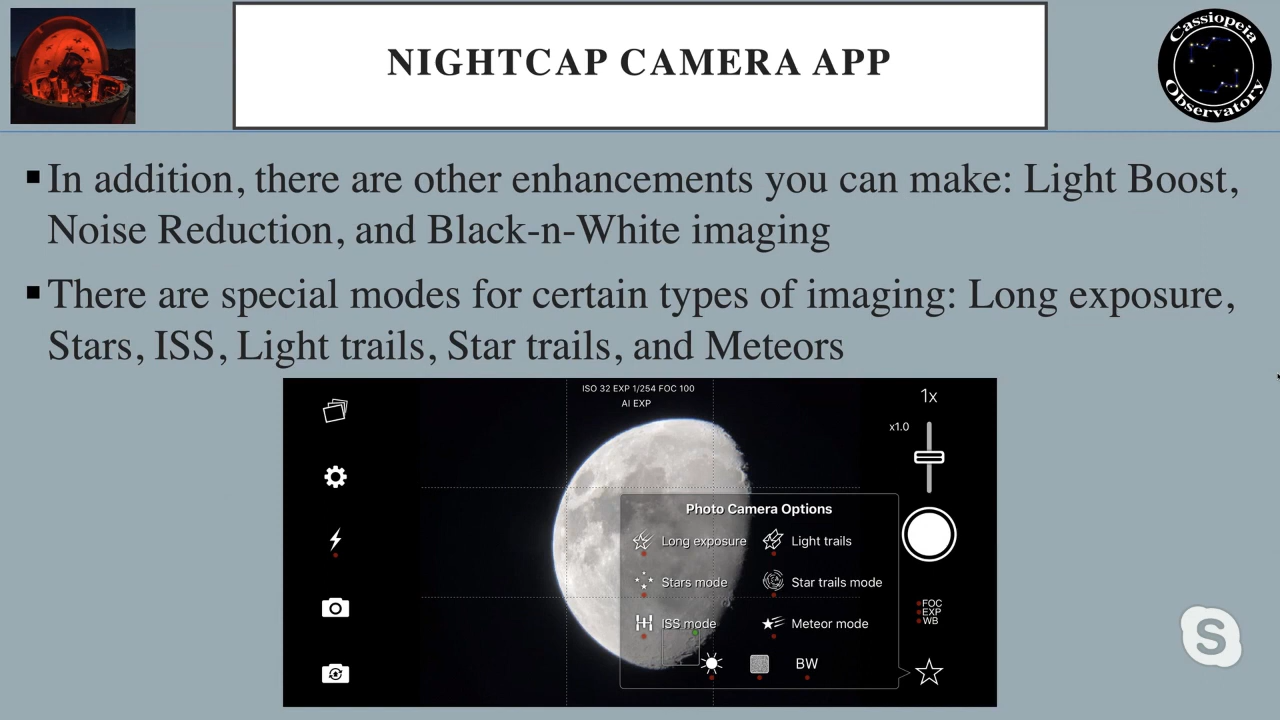 Cassiopeia
Observatory
NIGHTCAP CAMERA APP
In addition, there are other enhancements you can make: Light Boost,
Noise Reduction, and Black-n-White imaging
There are special modes for certain types of imaging: Long exposure,
Stars, ISS, Light trails, Star trails, and Meteors
ISO 32 EXP 1/254 FOC 100
AI EXP
1x
x1.0
Photo Camera Options
Long exposure Light trails
Stars mode Star trails mode
ISS mode Meteor mode
BW
FOC
EXP
WB
S